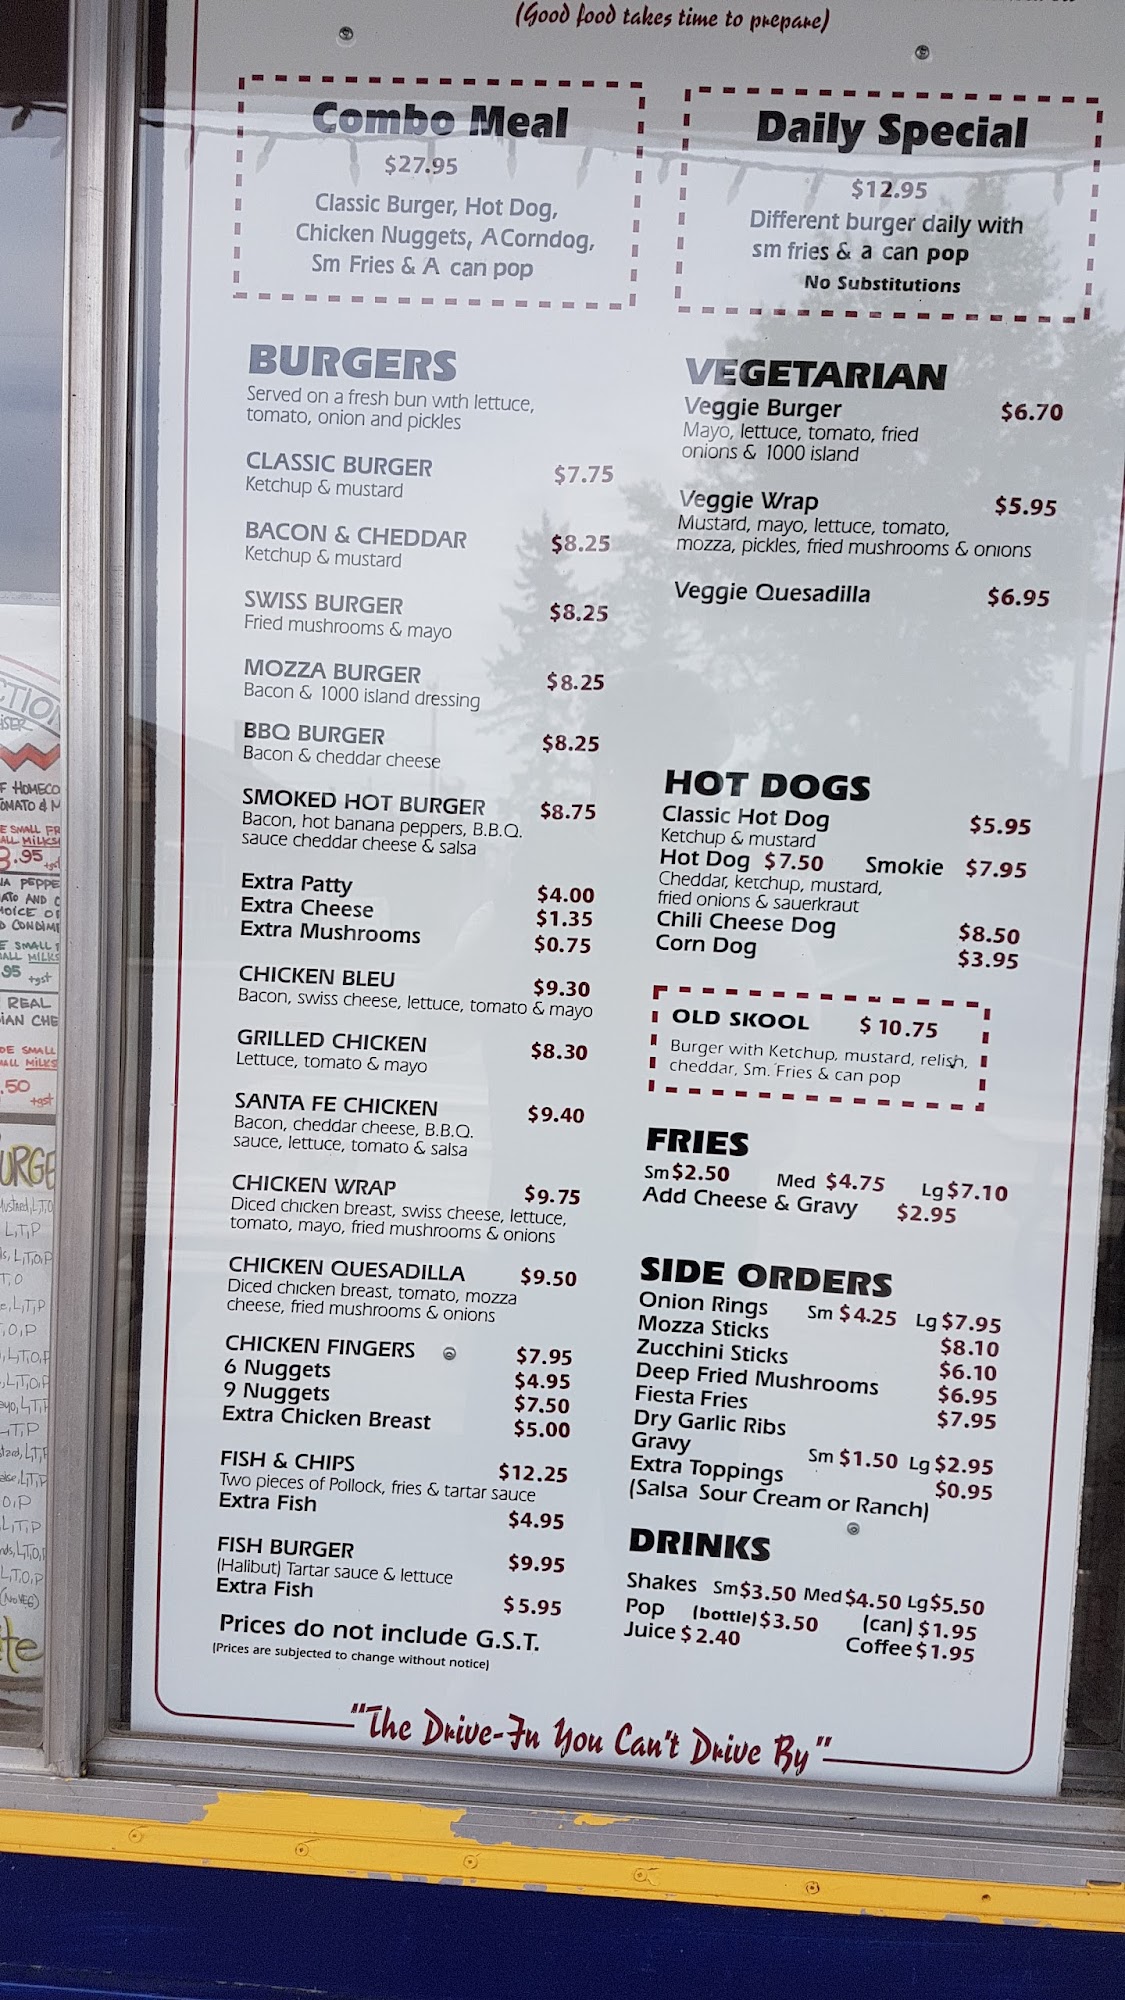 (Good food takes time to prepare)
Combo Meal
$27.95
Classic Burger, Hot Dog,
Chicken Nuggets, A Corndog,
Sm Fries & A can pop
Daily Special
$12.95
Different burger daily with
sm fries & a can pop
No Substitutions
BURGERS
Served on a fresh bun with lettuce,
tomato, onion and pickles
CLASSIC BURGER $7.75
Ketchup & mustard
BACON & CHEDDAR $8.25
Ketchup & mustard
SWISS BURGER $8.25
Fried mushrooms & mayo
MOZZA BURGER $8.25
Bacon & 1000 island dressing
BBQ BURGER $8.25
Bacon & cheddar cheese
SMOKED HOT BURGER $8.75
Bacon, hot banana peppers, B.B.Q.
sauce cheddar cheese & salsa
Extra Patty $4.00
Extra Cheese $1.35
Extra Mushrooms $0.75
CHICKEN BLEU $9.30
Bacon, swiss cheese, lettuce, tomato & mayo
GRILLED CHICKEN $8.30
Lettuce, tomato & mayo
SANTA FE CHICKEN $9.40
Bacon, cheddar cheese, B.B.Q.
sauce, lettuce, tomato & salsa
CHICKEN WRAP $9.75
Diced chicken breast, swiss cheese, lettuce,
tomato, mayo, fried mushrooms & onions
CHICKEN QUESADILLA $9.50
Diced chicken breast, tomato, mozza
cheese, fried mushrooms & onions
CHICKEN FINGERS $7.95
6 Nuggets $4.95
9 Nuggets $7.50
Extra Chicken Breast $5.00
FISH & CHIPS $12.25
Two pieces of Pollock, fries & tartar sauce
Extra Fish $4.95
FISH BURGER $9.95
(Halibut) Tartar sauce & lettuce
Extra Fish $5.95
Prices do not include G.S.T.
(Prices are subjected to change without notice)
VEGETARIAN
Veggie Burger $6.70
Mayo, lettuce, tomato, fried
onions & 1000 island
Veggie Wrap $5.95
Mustard, mayo, lettuce, tomato,
mozza, pickles, fried mushrooms & onions
Veggie Quesadilla $6.95
HOT DOGS
Classic Hot Dog $5.95
Ketchup & mustard
Hot Dog $7.50 Smokie $7.95
Cheddar, ketchup, mustard,
fried onions & sauerkraut
Chili Cheese Dog $8.50
Corn Dog $3.95
OLD SKOOL $10.75
Burger with Ketchup, mustard, relish,
cheddar, Sm. Fries & can pop
FRIES
Sm $2.50 Med $4.75 Lg $7.10
Add Cheese & Gravy $2.95
SIDE ORDERS
Onion Rings Sm $4.25 Lg $7.95
Mozza Sticks $8.10
Zucchini Sticks $6.10
Deep Fried Mushrooms $6.95
Fiesta Fries $7.95
Dry Garlic Ribs
Gravy Sm $1.50 Lg $2.95
Extra Toppings $0.95
(Salsa Sour Cream or Ranch)
DRINKS
Shakes Sm $3.50 Med $4.50 Lg $5.50
Pop (bottle) $3.50 (can) $1.95
Juice $2.40 Coffee $1.95
"The Drive-In You Can't Drive By"